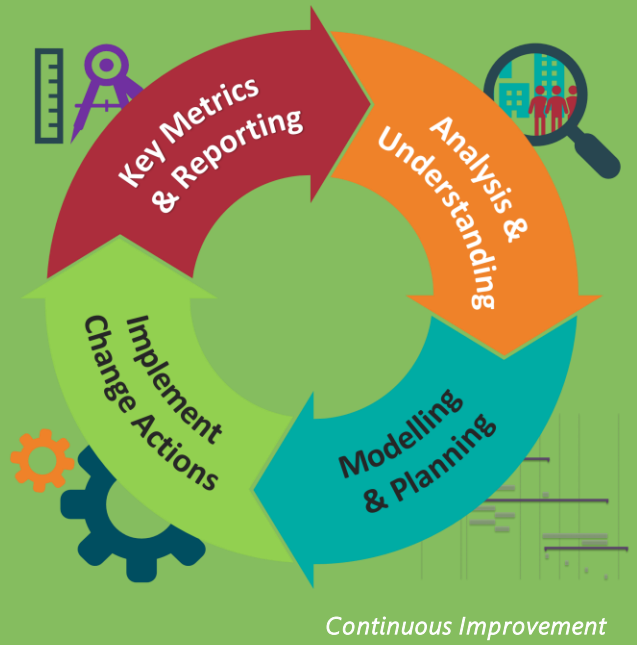 Key Metrics
& Reporting
Analysis &
Understanding
Modelling
& Planning
Implement
Change Actions
Continuous Improvement